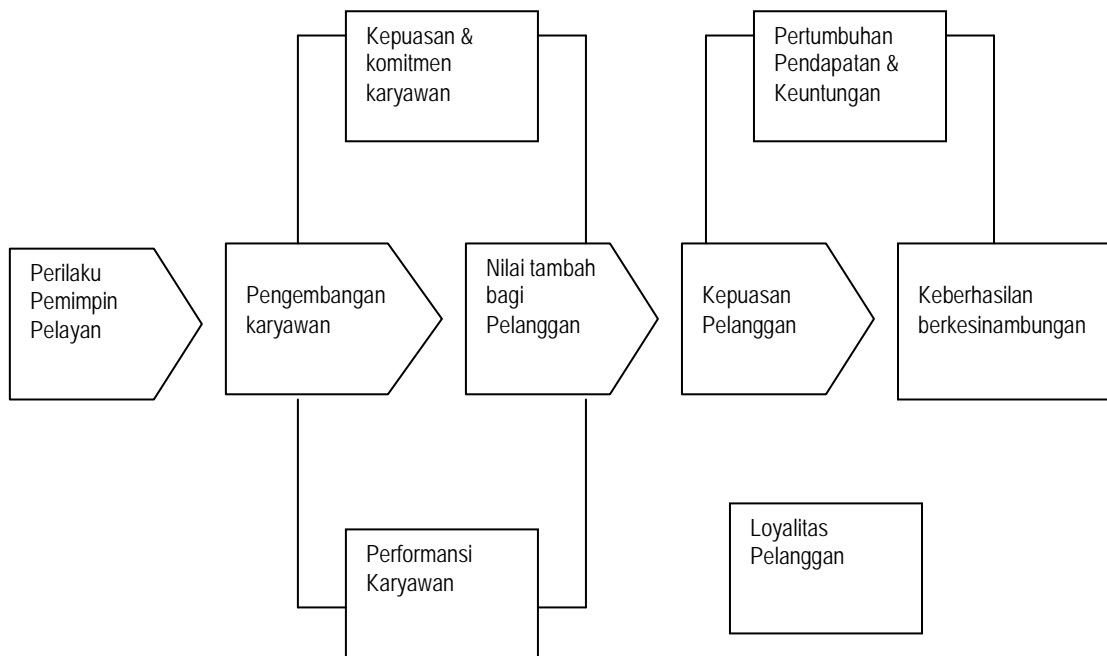 Kepuasan &
komitmen
karyawan
Pertumbuhan
Pendapatan &
Keuntungan
Perilaku
Pemimpin
Pelayan
Pengembangan
karyawan
Nilai tambah
bagi
Pelanggan
Kepuasan
Pelanggan
Keberhasilan
berkesinambungan
Performansi
Karyawan
Loyalitas
Pelanggan